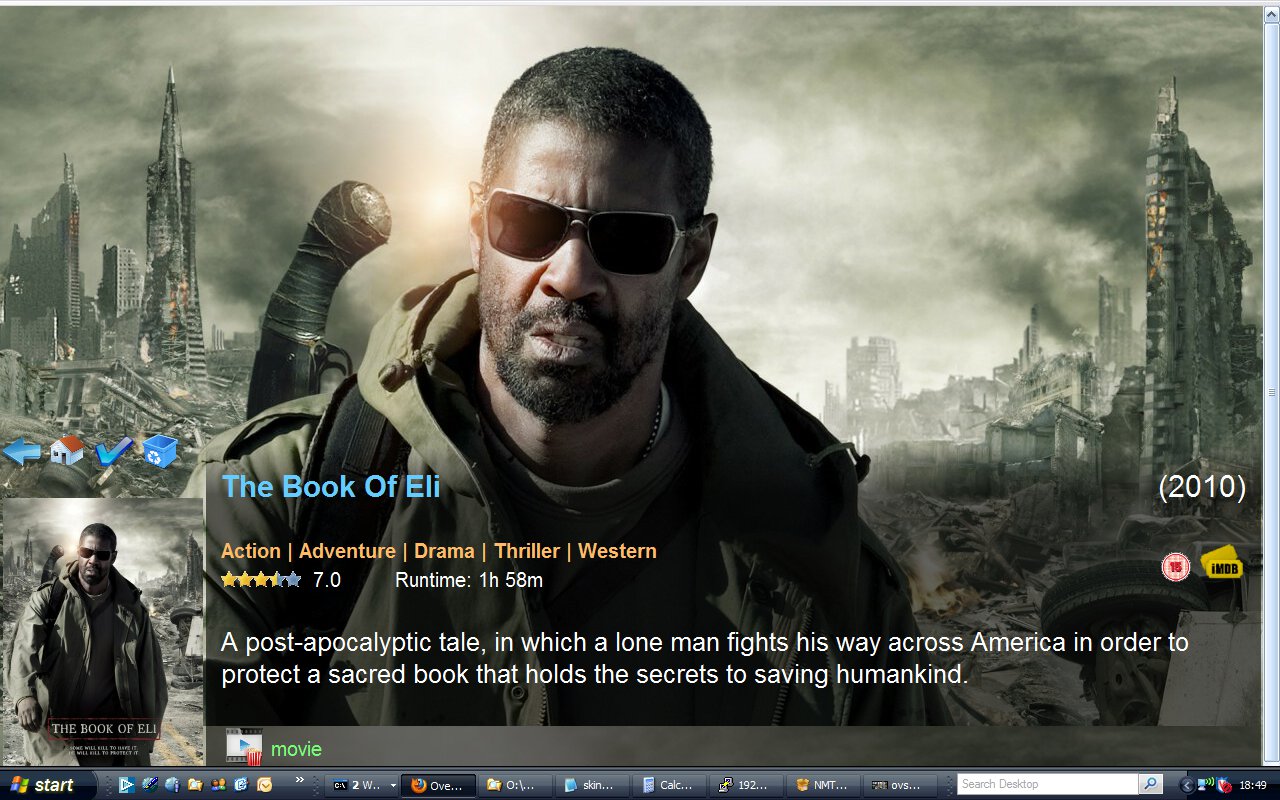 The Book Of Eli
(2010)
Action | Adventure | Drama | Thriller | Western
15
iMDB
7.0 Runtime: 1h 58m
A post-apocalyptic tale, in which a lone man fights his way across America in order to
protect a sacred book that holds the secrets to saving humankind.
THE BOOK OF ELI
SOME WILL KILL TO HAVE IT.
HE WILL KILL TO PROTECT IT.
movie
start
2 W..
Ove...
O:\...
skin...
Calc...
192...
NMT...
ovs...
Search Desktop
18:49